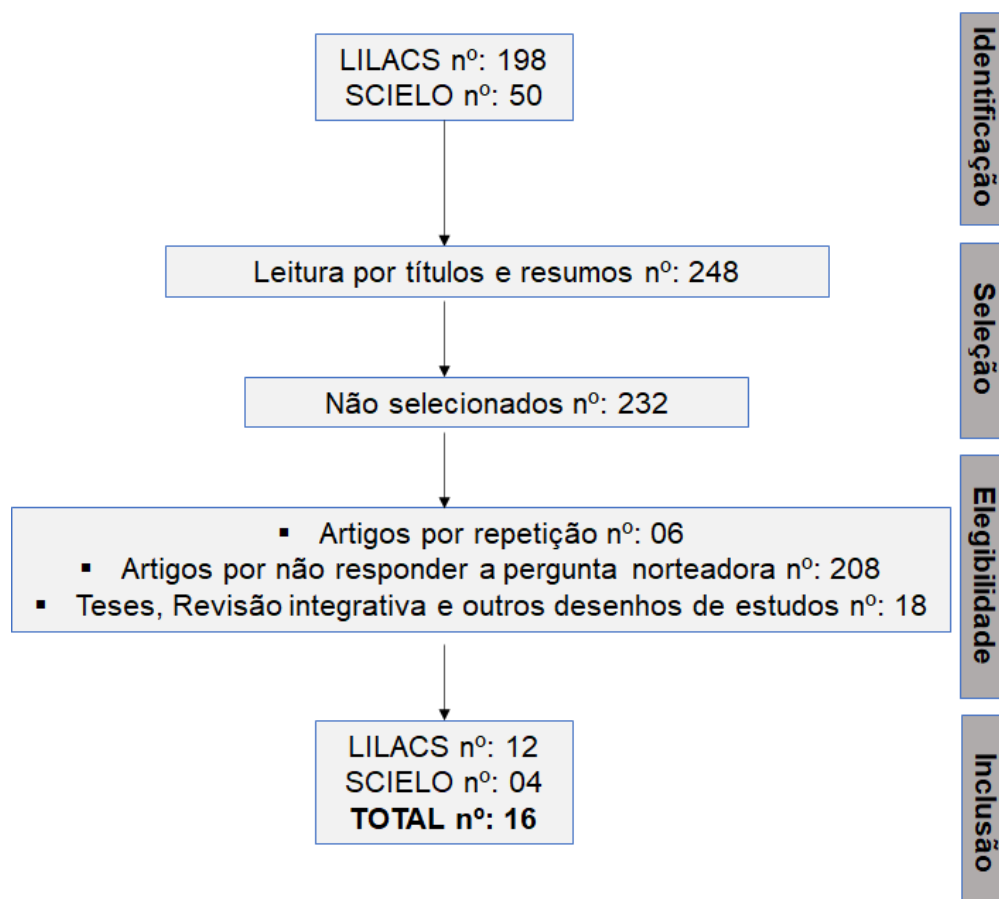 LILACS nº: 198
SCIELO nº: 50
Identificação
Leitura por títulos e resumos nº: 248
Não selecionados nº: 232
Seleção
▪ Artigos por repetição nº: 06
▪ Artigos por não responder a pergunta norteadora nº: 208
▪ Teses, Revisão integrativa e outros desenhos de estudos nº: 18
Elegibilidade
LILACS nº: 12
SCIELO nº: 04
TOTAL nº: 16
Inclusão